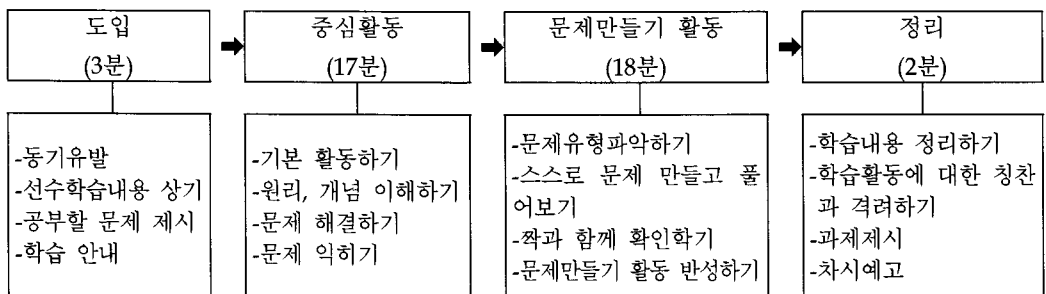 도입
(3분)
중심활동
(17분)
문제만들기 활동
(18분)
정리
(2분)
-동기유발
-선수학습내용 상기
-공부할 문제 제시
-학습 안내
-기본 활동하기
-원리, 개념 이해하기
-문제 해결하기
-문제 익히기
-문제유형파악하기
-스스로 문제 만들고 풀
어보기
-짝과 함께 확인학기
-문제만들기 활동 반성하기
-학습내용 정리하기
-학습활동에 대한 칭찬
과 격려하기
-과제제시
-차시예고